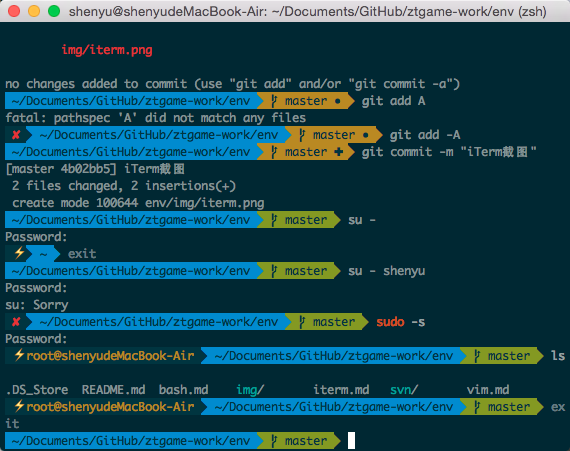 shenyu@shenyudeMacBook-Air: ~/Documents/GitHub/ztgame-work/env (zsh)
img/iterm.png
no changes added to commit (use "git add" and/or "git commit -a")
~/Documents/GitHub/ztgame-work/env master ● git add A
fatal: pathspec 'A' did not match any files
✘ ~/Documents/GitHub/ztgame-work/env master ● git add -A
~/Documents/GitHub/ztgame-work/env master ✚ git commit -m "iTerm截图"
[master 4b02bb5] iTerm截图
2 files changed, 2 insertions(+)
create mode 100644 env/img/iterm.png
~/Documents/GitHub/ztgame-work/env master su -
Password:
⚡ ~ exit
~/Documents/GitHub/ztgame-work/env master su - shenyu
Password:
su: Sorry
✘ ~/Documents/GitHub/ztgame-work/env master sudo -s
Password:
⚡root@shenyudeMacBook-Air ~/Documents/GitHub/ztgame-work/env master ls
.DS_Store README.md bash.md img/ iterm.md svn/ vim.md
⚡root@shenyudeMacBook-Air ~/Documents/GitHub/ztgame-work/env master ex
it
~/Documents/GitHub/ztgame-work/env master